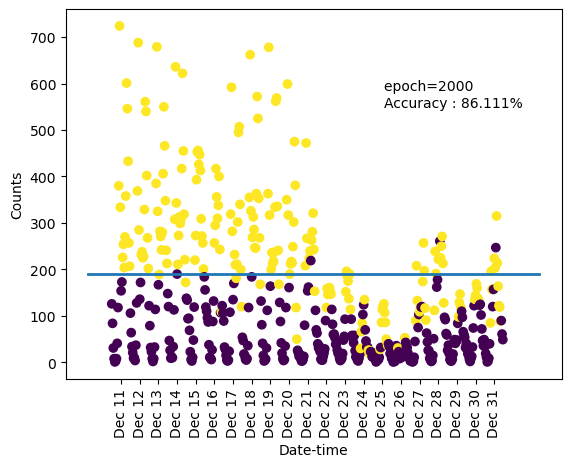 700
600
500
400
300
200
100
0
Counts
epoch=2000
Accuracy : 86.111%
Dec 11
Dec 12
Dec 13
Dec 14
Dec 15
Dec 16
Dec 17
Dec 18
Dec 19
Dec 20
Dec 21
Dec 22
Dec 23
Dec 24
Dec 25
Dec 26
Dec 27
Dec 28
Dec 29
Dec 30
Dec 31
Date-time